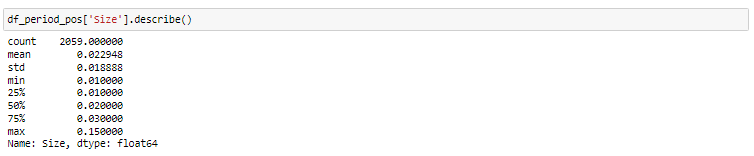 df_period_pos['Size'].describe()
count    2059.000000
mean        0.022948
std         0.018888
min         0.010000
25%         0.010000
50%         0.020000
75%         0.030000
max         0.150000
Name: Size, dtype: float64